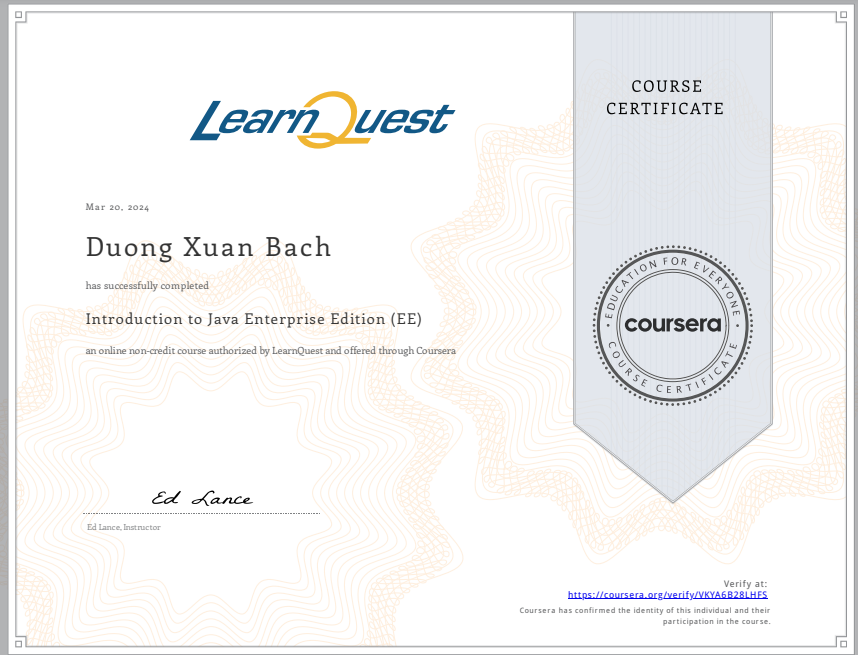 LearnQuest
COURSE
CERTIFICATE
Mar 20, 2024
Duong Xuan Bach
has successfully completed
Introduction to Java Enterprise Edition (EE)
an online non-credit course authorized by LearnQuest and offered through Coursera
EDUCATION FOR EVERYONE
coursera
COURSE CERTIFICATE
Ed Lance
Ed Lance, Instructor
Verify at:
https://coursera.org/verify/VKYA6B28LHFS
Coursera has confirmed the identity of this individual and their
participation in the course.